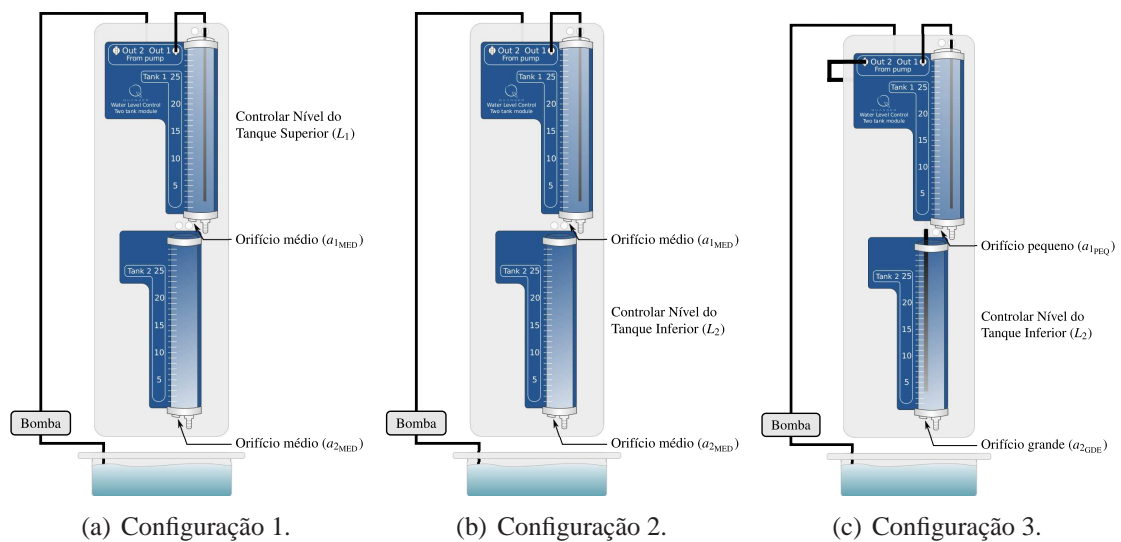 Out 2 Out 1
From pump
Tank 1 25
20
15
10
5
QUANSER
Water Level Control
Two tank module
Controlar Nível do
Tanque Superior (L1)
Orifício médio (a1MED)
Tank 2 25
20
15
10
5
Bomba
Orifício médio (a2MED)
(a) Configuração 1.
Out 2 Out 1
From pump
Tank 1 25
20
15
10
5
QUANSER
Water Level Control
Two tank module
Orifício médio (a1MED)
Tank 2 25
20
15
10
5
Controlar Nível do
Tanque Inferior (L2)
Bomba
Orifício médio (a2MED)
(b) Configuração 2.
Out 2 Out 1
From pump
Tank 1 25
20
15
10
5
QUANSER
Water Level Control
Two tank module
Orifício pequeno (a1PEQ)
Tank 2 25
20
15
10
5
Controlar Nível do
Tanque Inferior (L2)
Bomba
Orifício grande (a2GDE)
(c) Configuração 3.